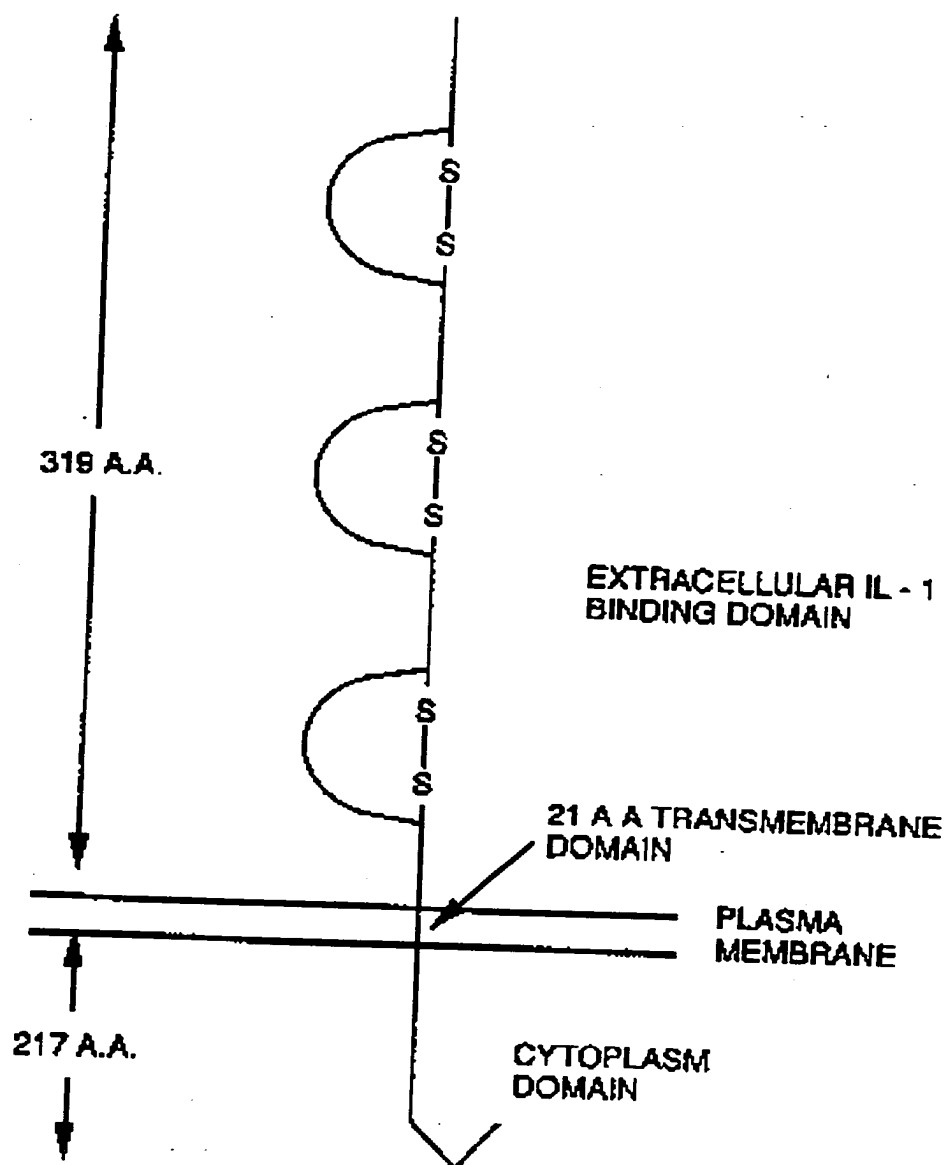 S
S
S
S
319 A.A.
EXTRACELLULAR IL - 1
BINDING DOMAIN
S
S
21 A A TRANSMEMBRANE
DOMAIN
PLASMA
MEMBRANE
217 A.A.
CYTOPLASM
DOMAIN